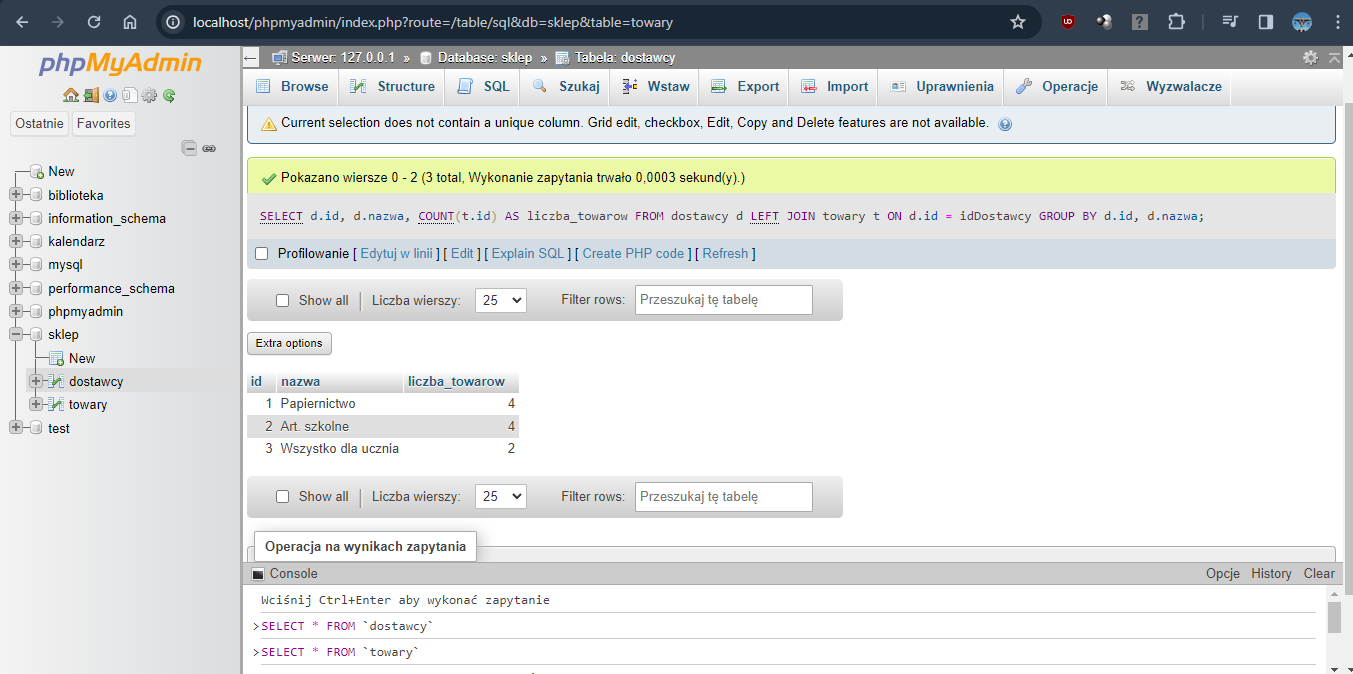 localhost/phpmyadmin/index.php?route=/table/sql&db=sklep&table=towary
phpMyAdmin
Ostatnie Favorites
New
biblioteka
information_schema
kalendarz
mysql
performance_schema
phpmyadmin
sklep
New
dostawcy
towary
test
Serwer: 127.0.0.1 » Database: sklep » Tabela: dostawcy
Browse Structure SQL Szukaj Wstaw Export Import Uprawnienia Operacje Wyzwalacze
Current selection does not contain a unique column. Grid edit, checkbox, Edit, Copy and Delete features are not available.
Pokazano wiersze 0 - 2 (3 total, Wykonanie zapytania trwało 0,0003 sekund(y).)
SELECT d.id, d.nazwa, COUNT(t.id) AS liczba_towarow FROM dostawcy d LEFT JOIN towary t ON d.id = idDostawcy GROUP BY d.id, d.nazwa;
Profilowanie [ Edytuj w linii ] [ Edit ] [ Explain SQL ] [ Create PHP code ] [ Refresh ]
Show all | Liczba wierszy: 25 Filter rows: Przeszukaj tę tabelę
Extra options
id nazwa liczba_towarow
1 Papiernictwo 4
2 Art. szkolne 4
3 Wszystko dla ucznia 2
Show all | Liczba wierszy: 25 Filter rows: Przeszukaj tę tabelę
Operacja na wynikach zapytania
Console Opcje History Clear
Wciśnij Ctrl+Enter aby wykonać zapytanie
>SELECT * FROM `dostawcy`
>SELECT * FROM `towary`